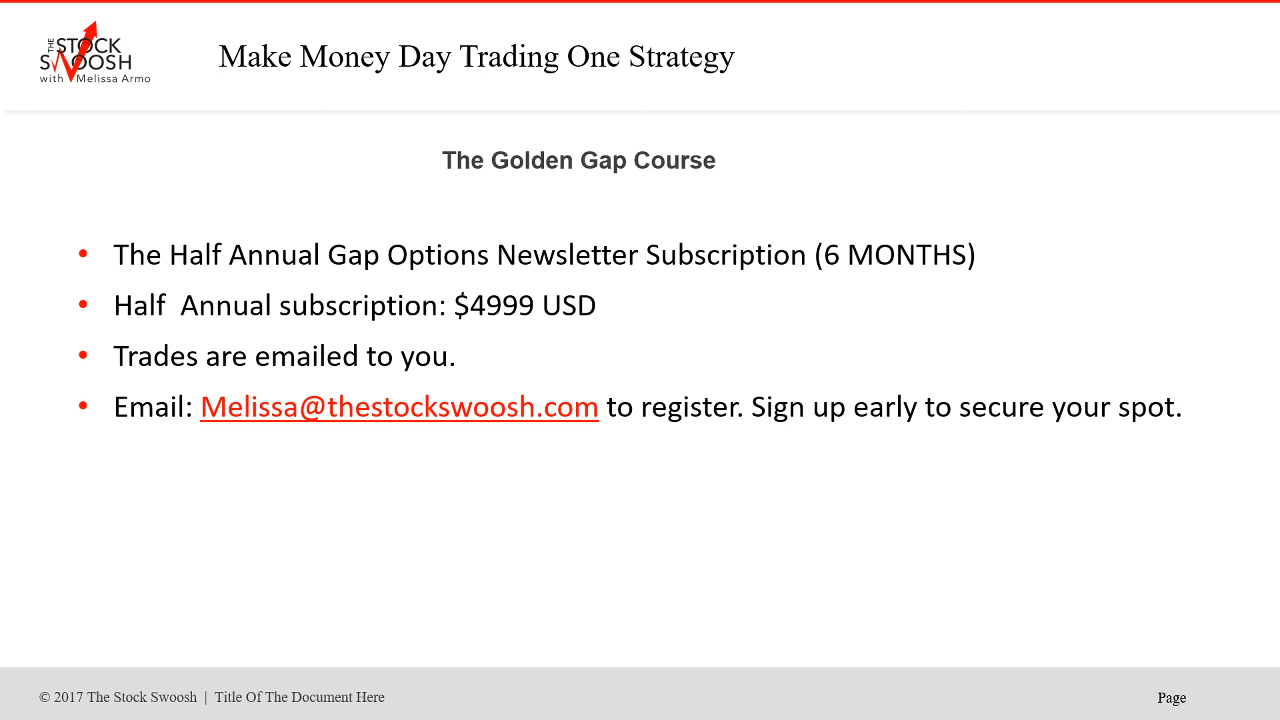 THE STOCK
SWOOSH
with Melissa Armo
Make Money Day Trading One Strategy
The Golden Gap Course
• The Half Annual Gap Options Newsletter Subscription (6 MONTHS)
• Half  Annual subscription: $4999 USD
• Trades are emailed to you.
• Email: Melissa@thestockswoosh.com to register. Sign up early to secure your spot.
© 2017 The Stock Swoosh | Title Of The Document Here
Page